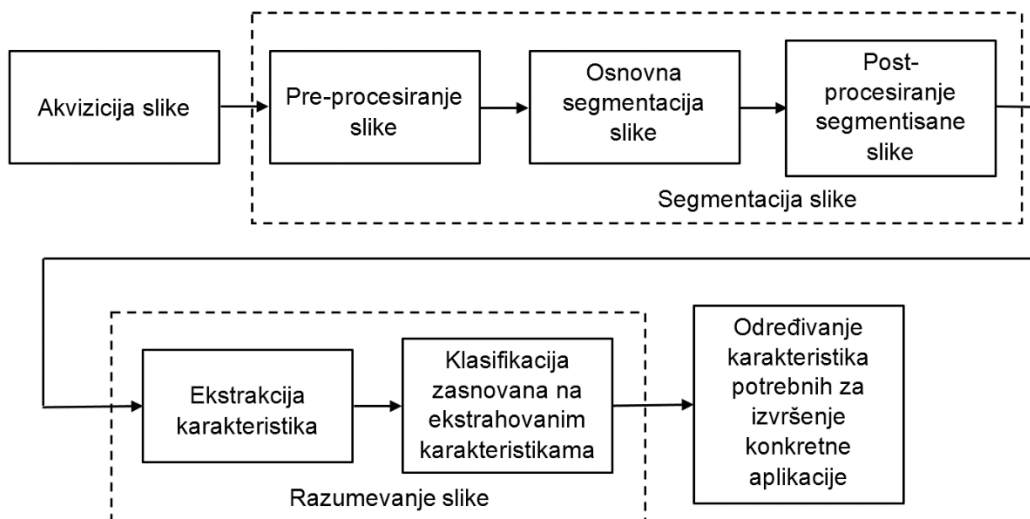 Akvizicija slike
Pre-procesiranje
slike
Osnovna
segmentacija
slike
Post-
procesiranje
segmentisane
slike
Segmentacija slike
Ekstrakcija
karakteristika
Klasifikacija
zasnovana na
ekstrahovanim
karakteristikama
Razumevanje slike
Određivanje
karakteristika
potrebnih za
izvršenje
konkretne
aplikacije